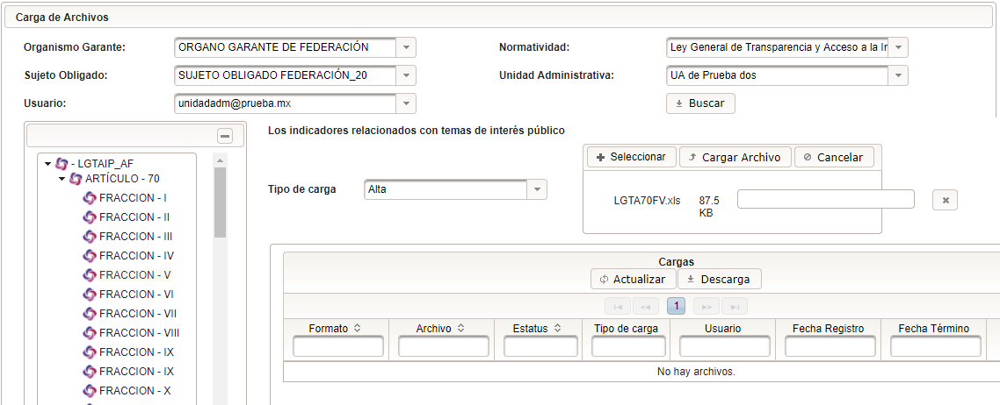 Carga de Archivos
Organismo Garante: ORGANO GARANTE DE FEDERACIÓN Normatividad: Ley General de Transparencia y Acceso a la Ir
Sujeto Obligado: SUJETO OBLIGADO FEDERACIÓN_20 Unidad Administrativa: UA de Prueba dos
Usuario: unidadadm@prueba.mx Buscar
Los indicadores relacionados con temas de interés público
- LGTAIP_AF
ARTÍCULO - 70
FRACCION - I
FRACCION - II
FRACCION - III
FRACCION - IV
FRACCION - V
FRACCION - VI
FRACCION - VII
FRACCION - VIII
FRACCION - IX
FRACCION - IX
FRACCION - X
Seleccionar Cargar Archivo Cancelar
Tipo de carga Alta
LGTA70FV.xls 87.5
KB
Cargas
Actualizar Descarga
1
Formato Archivo Estatus Tipo de carga Usuario Fecha Registro Fecha Término
No hay archivos.